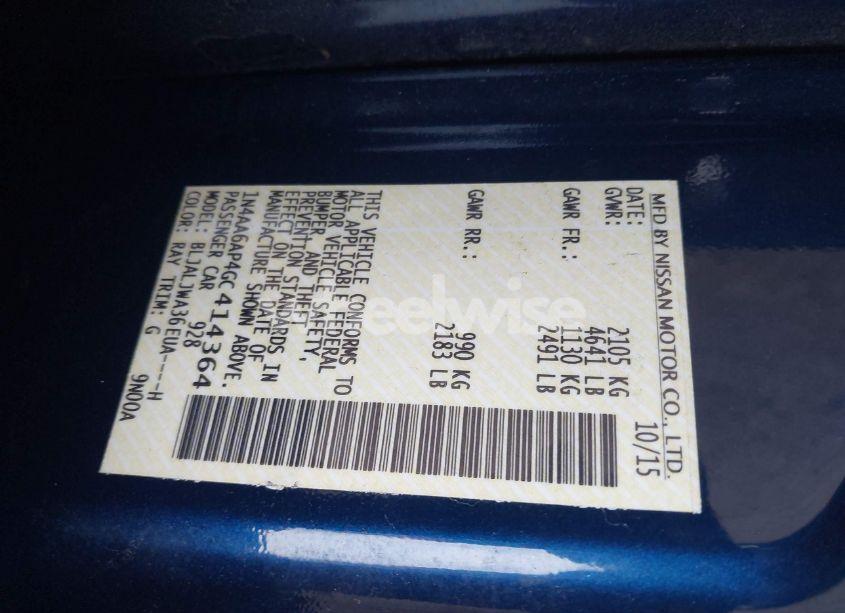 MFD BY NISSAN MOTOR CO., LTD.
DATE: 10/15
GVWR: 2105 KG
4641 LB
GAWR FR.: 1130 KG
2491 LB
GAWR RR.: 990 KG
2183 LB
THIS VEHICLE CONFORMS TO
ALL APPLICABLE FEDERAL
MOTOR VEHICLE SAFETY,
BUMPER, AND THEFT
PREVENTION STANDARDS IN
EFFECT ON THE DATE OF
MANUFACTURE SHOWN ABOVE.
1N4AA6AP4GC414364
PASSENGER CAR 928
MODEL: BLJALJWA36EUA----H
COLOR: RAY TRIM: G 9N00A